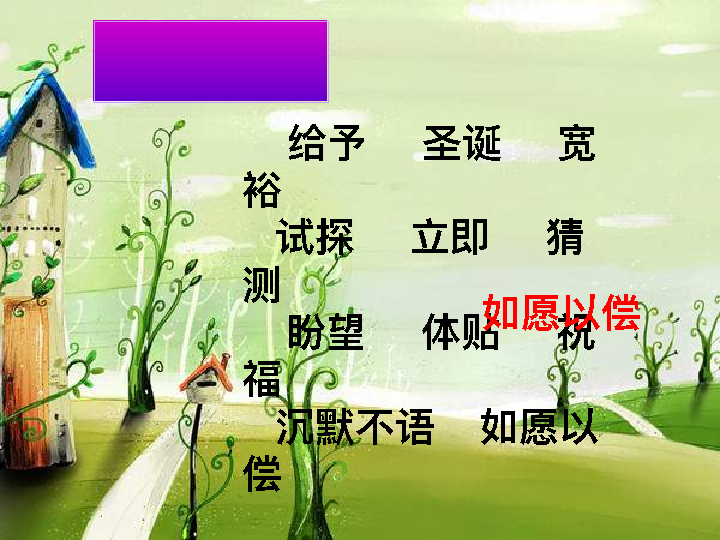 给予 圣诞 宽
裕
试探 立即 猜
测
如愿以偿
盼望 体贴 祝
福
沉默不语 如愿以
偿